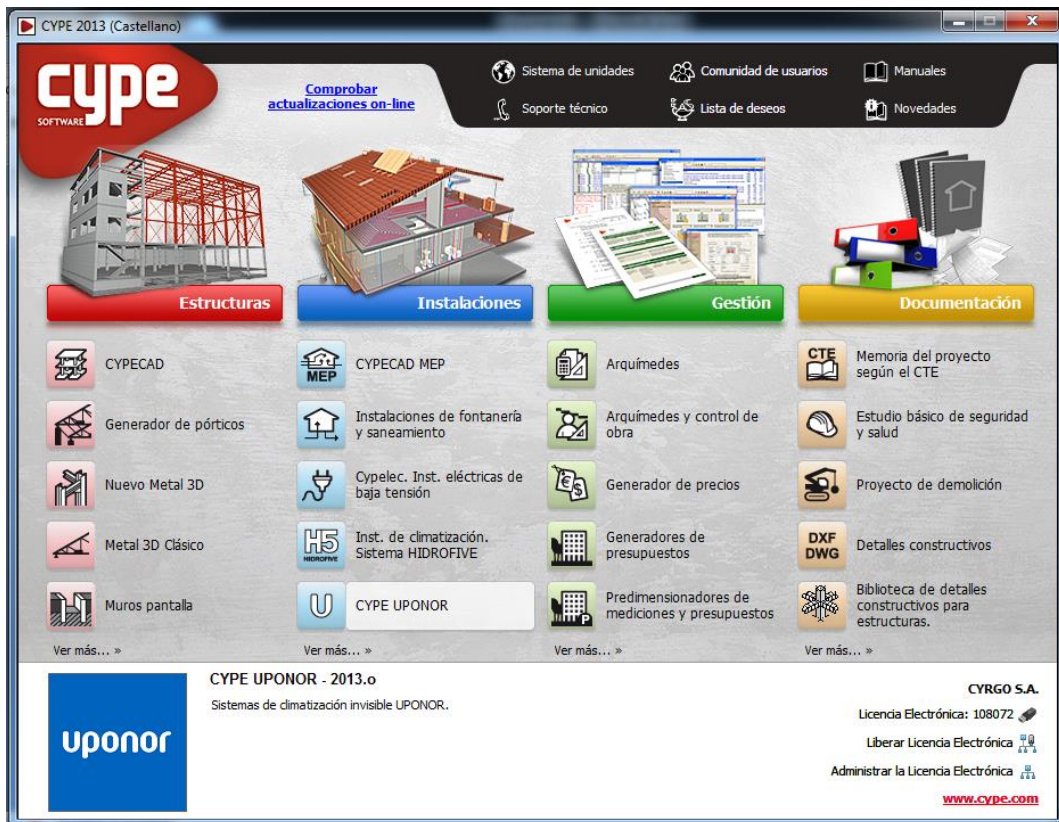 CYPE 2013 (Castellano)
cype
SOFTWARE
Comprobar
actualizaciones on-line
Sistema de unidades
Comunidad de usuarios
Manuales
Soporte técnico
Lista de deseos
Novedades
Estructuras
Instalaciones
Gestión
Documentación
CYPECAD
Generador de pórticos
Nuevo Metal 3D
Metal 3D Clásico
Muros pantalla
Ver más... »
MEP
CYPECAD MEP
Instalaciones de fontanería
y saneamiento
Cypelec. Inst. eléctricas de
baja tensión
H5
HIDROFIVE
Inst. de climatización.
Sistema HIDROFIVE
U
CYPE UPONOR
Ver más... »
Arquímedes
Arquímedes y control de
obra
€
$
Generador de precios
Generadores de
presupuestos
P
Predimensionadores de
mediciones y presupuestos
Ver más... »
CTE
Memoria del proyecto
según el CTE
Estudio básico de seguridad
y salud
Proyecto de demolición
DXF
DWG
Detalles constructivos
Biblioteca de detalles
constructivos para
estructuras.
Ver más... »
uponor
CYPE UPONOR - 2013.o
Sistemas de climatización invisible UPONOR.
CYRGO S.A.
Licencia Electrónica: 108072
Liberar Licencia Electrónica
Administrar la Licencia Electrónica
www.cype.com